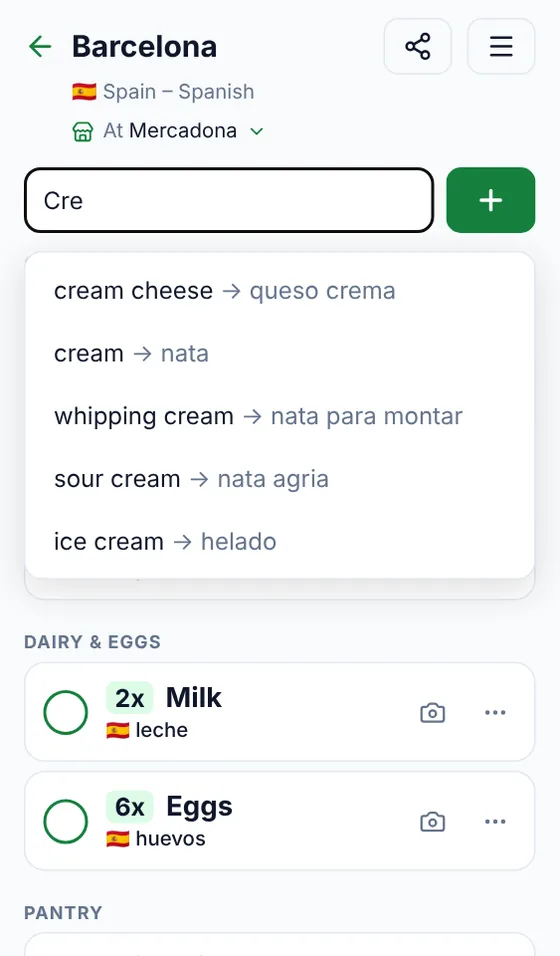 Barcelona
Spain – Spanish
At Mercadona
Cre
cream cheese → queso crema
cream → nata
whipping cream → nata para montar
sour cream → nata agria
ice cream → helado
DAIRY & EGGS
2x Milk
leche
6x Eggs
huevos
PANTRY